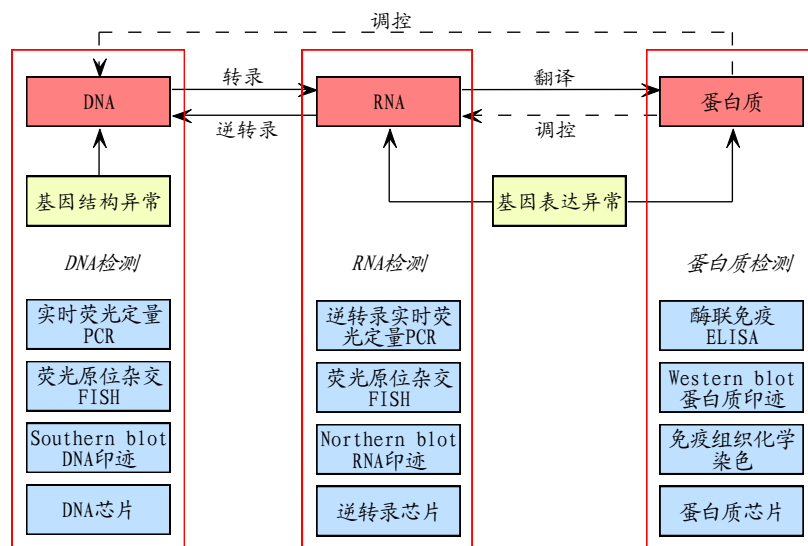 调控
DNA
转录
逆转录
RNA
翻译
调控
蛋白质
基因结构异常
基因表达异常
DNA检测
RNA检测
蛋白质检测
实时荧光定量
PCR
逆转录实时荧
光定量PCR
酶联免疫
ELISA
荧光原位杂交
FISH
荧光原位杂交
FISH
Western blot
蛋白质印迹
Southern blot
DNA印迹
Northern blot
RNA印迹
免疫组织化学
染色
DNA芯片
逆转录芯片
蛋白质芯片